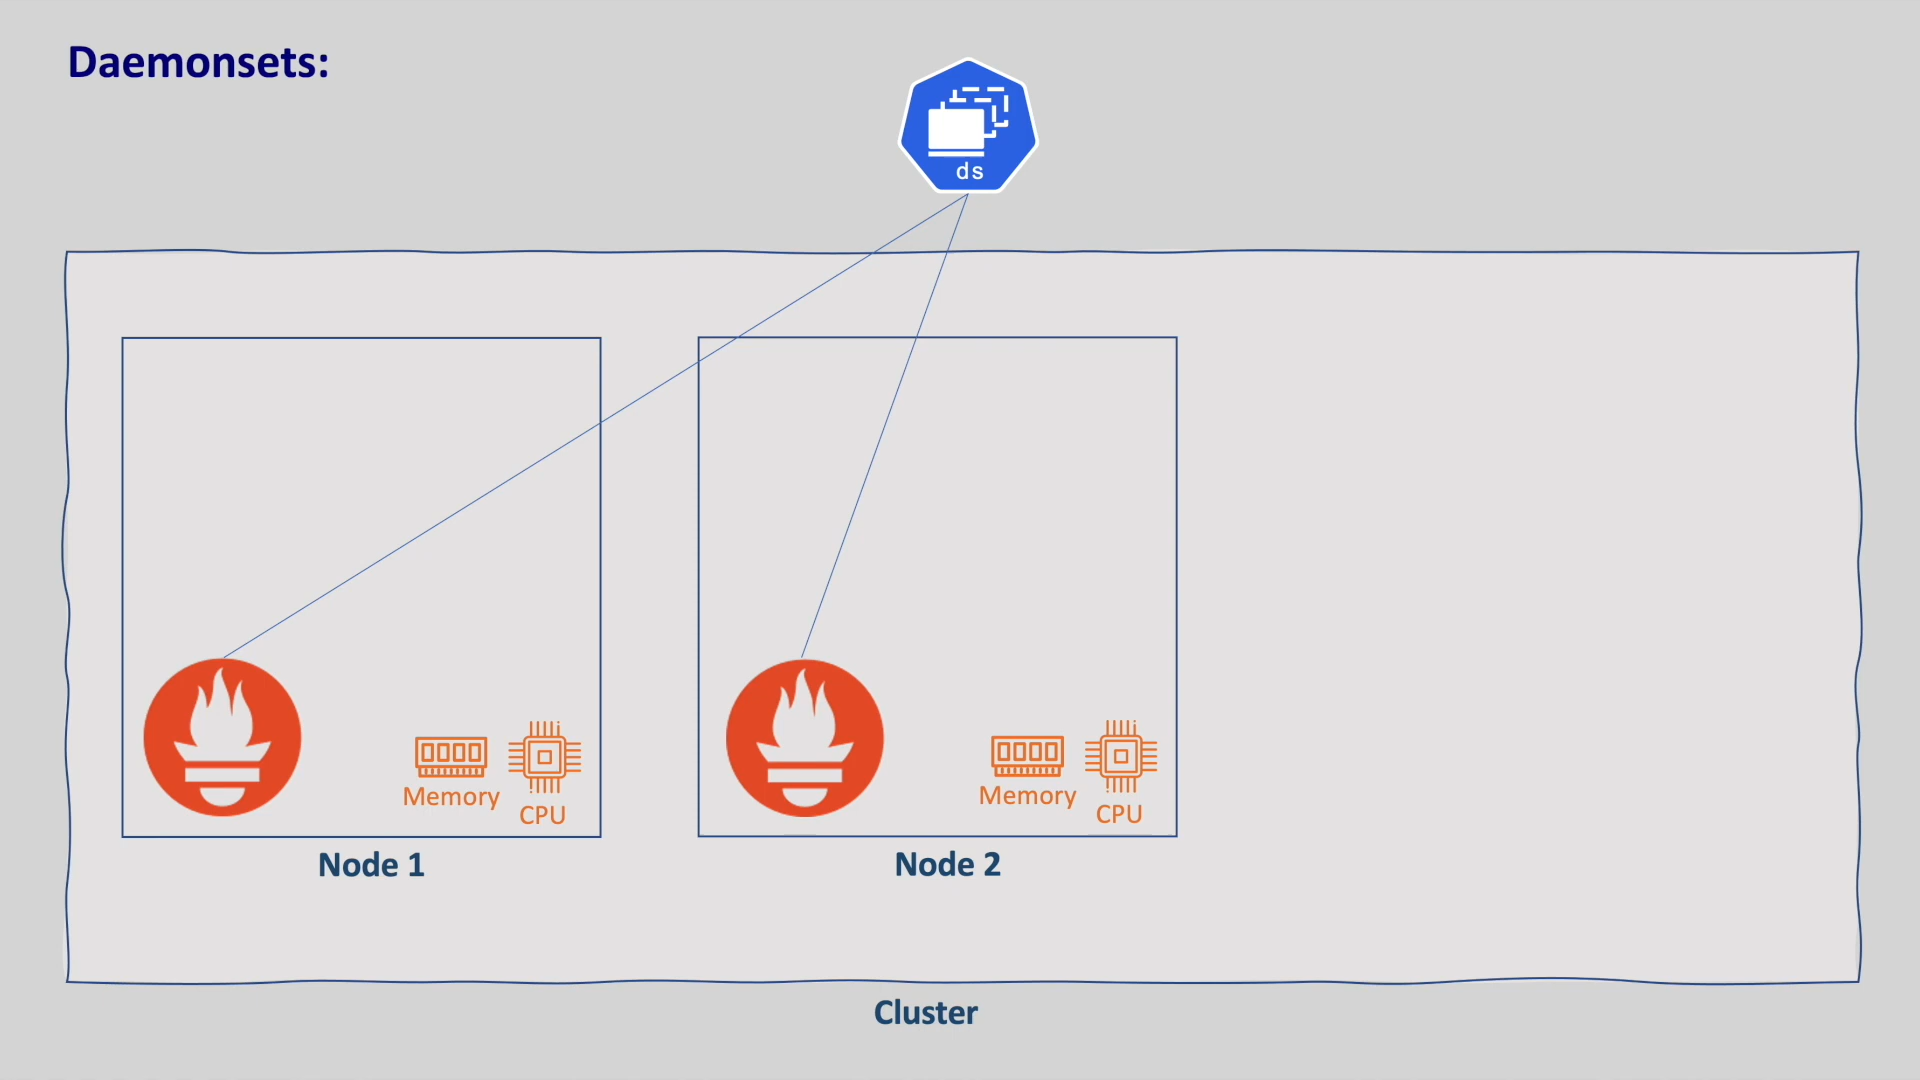 Daemonsets:
ds
Memory
CPU
Memory
CPU
Node 1
Node 2
Cluster